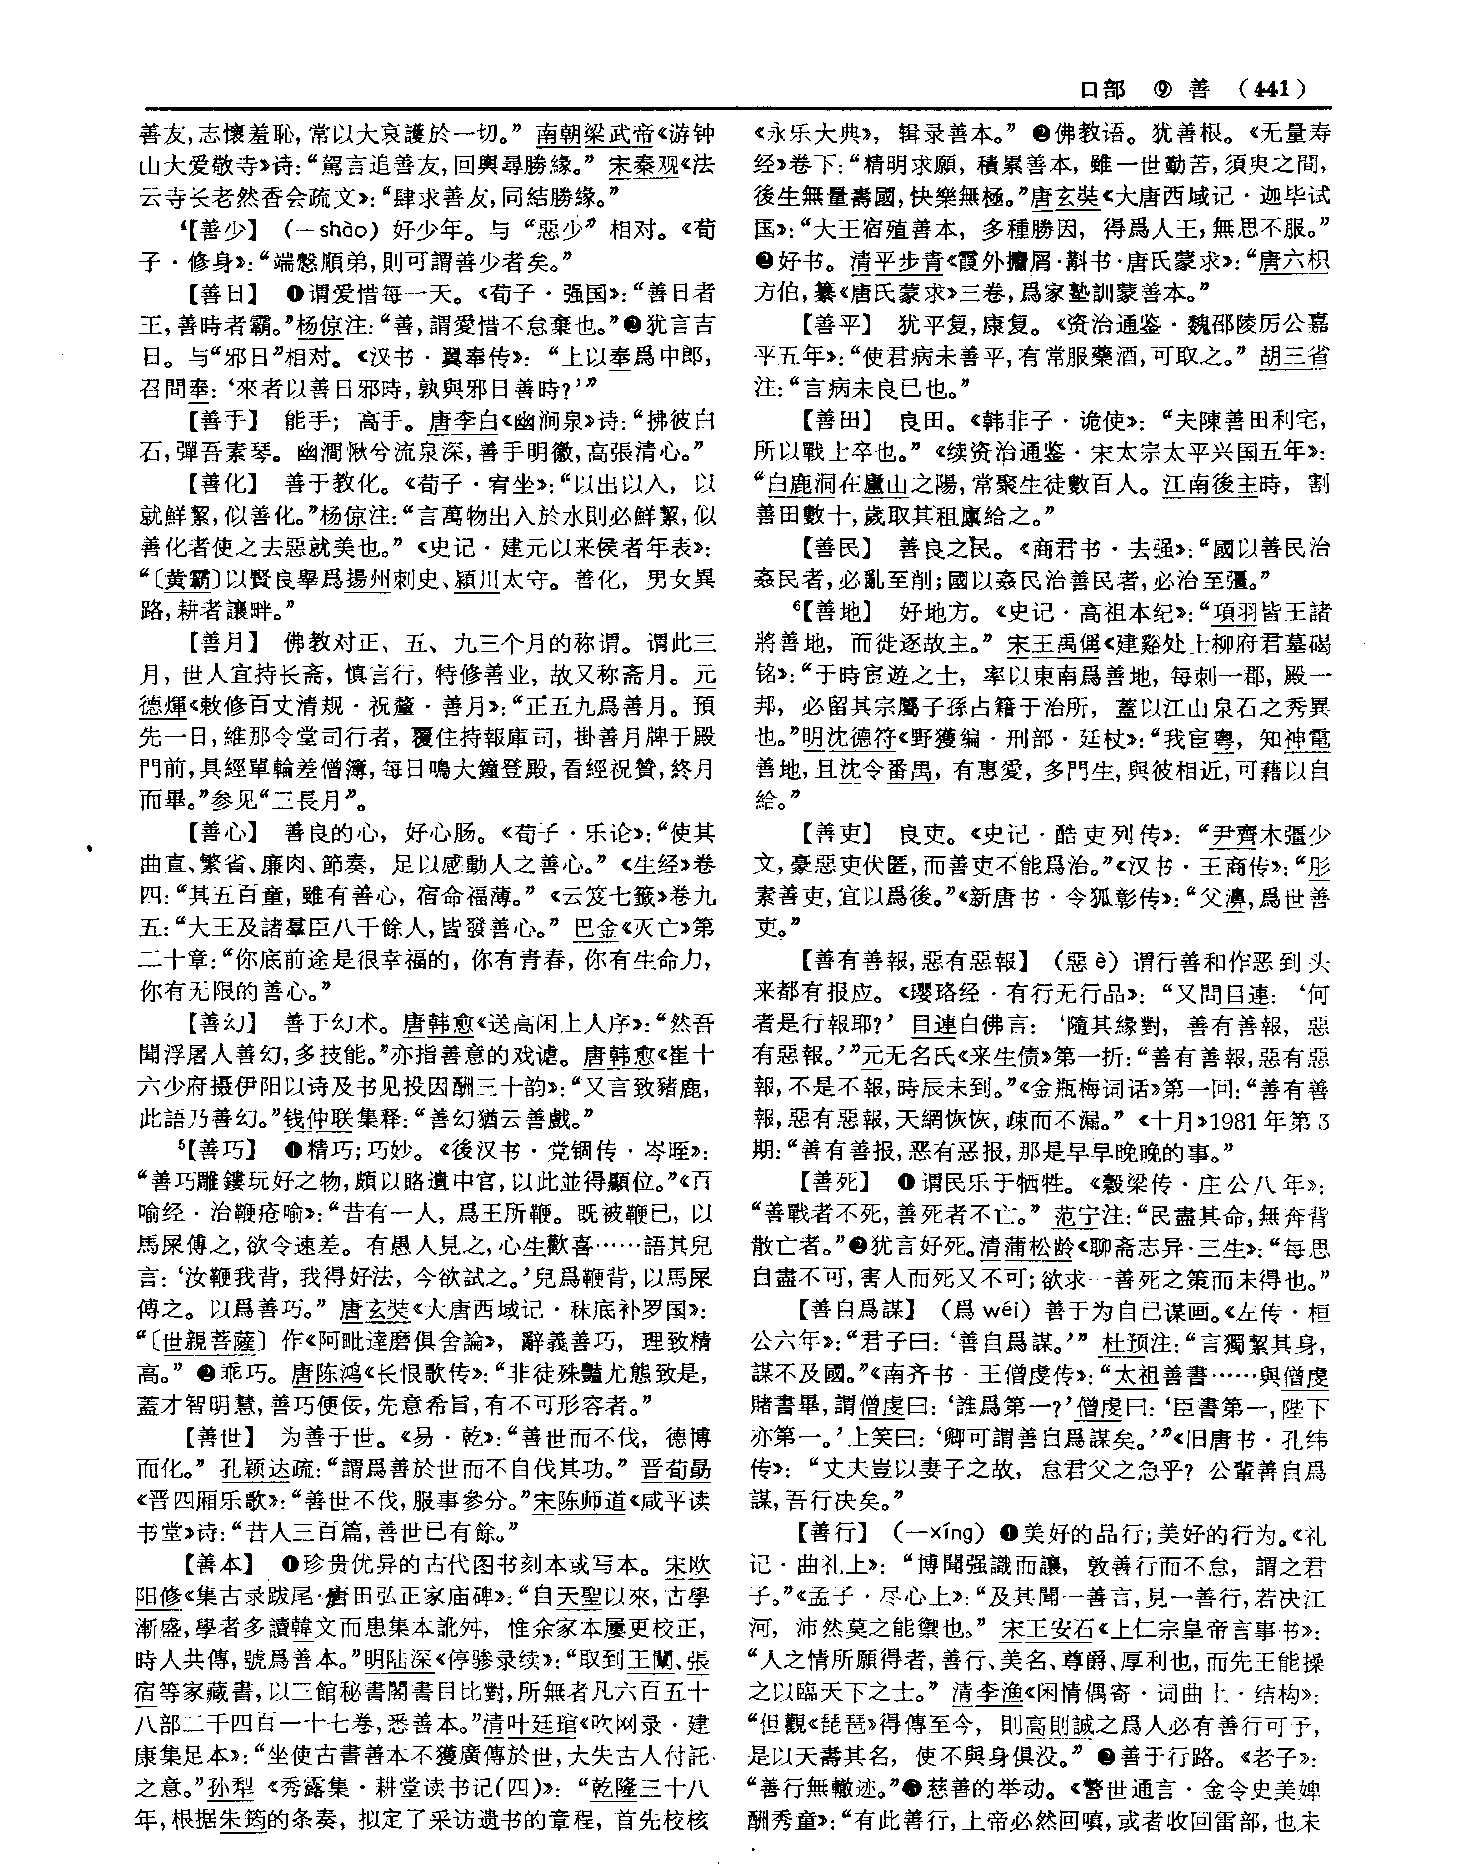 口部 ⑨ 善 （441）
善友，志懷羞恥，常以大哀護於一切。” 南朝梁武帝《游钟
山大爱敬寺》诗：“駕言追善友，回輿尋勝緣。” 宋秦观《法
云寺长老然香会疏文》：“肆求善友，同結勝緣。”
⁴【善少】（—shào）好少年。与“惡少”相对。《荀
子·修身》：“端慤順弟，則可謂善少者矣。”
【善日】 ❶谓爱惜每一天。《荀子·强国》：“善日者
王，善時者霸。”杨倞注：“善，謂愛惜不怠棄也。”❷犹言吉
日。与“邪日”相对。《汉书·翼奉传》：“上以奉爲中郎，
召問奉：‘來者以善日邪時，孰與邪日善時？’”
【善手】 能手；高手。唐李白《幽涧泉》诗：“拂彼白
石，彈吾素琴。幽澗愀兮流泉深，善手明徽，高張清心。”
【善化】 善于教化。《荀子·宥坐》：“以出以入，以
就鮮絜，似善化。”杨倞注：“言萬物出入於水則必鮮絜，似
善化者使之去惡就美也。”《史记·建元以来侯者年表》：
“〔黄霸〕以賢良舉爲揚州刺史、潁川太守。善化，男女異
路，耕者讓畔。”
【善月】 佛教对正、五、九三个月的称谓。谓此三
月，世人宜持长斋，慎言行，特修善业，故又称斋月。元
德煇《敕修百丈清规·祝釐·善月》：“正五九爲善月。預
先一日，維那令堂司行者，覆住持報庫司，掛善月牌于殿
門前，具經單輪差僧簿，每日鳴大鐘登殿，看經祝贊，終月
而畢。”参见“三長月”。
【善心】 善良的心，好心肠。《荀子·乐论》：“使其
曲直、繁省、廉肉、節奏，足以感動人之善心。”《生经》卷
四：“其五百童，雖有善心，宿命福薄。”《云笈七籤》卷九
五：“大王及諸羣臣八千餘人，皆發善心。” 巴金《灭亡》第
二十章：“你底前途是很幸福的，你有青春，你有生命力，
你有无限的善心。”
【善幻】 善于幻术。唐韩愈《送高闲上人序》：“然吾
聞浮屠人善幻，多技能。”亦指善意的戏谑。唐韩愈《崔十
六少府摄伊阳以诗及书见投因酬三十韵》：“又言致豬鹿，
此語乃善幻。”钱仲联集释：“善幻猶云善戲。”
⁵【善巧】 ❶精巧；巧妙。《後汉书·党锢传·岑晊》：
“善巧雕鏤玩好之物，頗以賂遺中官，以此並得顯位。”《百
喻经·治鞭疮喻》：“昔有一人，爲王所鞭。既被鞭已，以
馬屎傅之，欲令速差。有愚人見之，心生歡喜……語其兒
言：‘汝鞭我背，我得好法，今欲試之。’兒爲鞭背，以馬屎
傅之。以爲善巧。” 唐玄奘《大唐西域记·秣底补罗国》：
“〔世親菩薩〕作《阿毗達磨俱舍論》，辭義善巧，理致精
高。” ❷乖巧。唐陈鸿《长恨歌传》：“非徒殊豔尤態致是，
蓋才智明慧，善巧便佞，先意希旨，有不可形容者。”
【善世】 为善于世。《易·乾》：“善世而不伐，德博
而化。” 孔颖达疏：“謂爲善於世而不自伐其功。” 晋荀勗
《晋四厢乐歌》：“善世不伐，服事參分。”宋陈师道《咸平读
书堂》诗：“昔人三百篇，善世已有餘。”
【善本】 ❶珍贵优异的古代图书刻本或写本。宋欧
阳修《集古录跋尾·唐田弘正家庙碑》：“自天聖以來，古學
漸盛，學者多讀韓文而患集本訛舛，惟余家本屢更校正，
時人共傳，號爲善本。”明陆深《停骖录续》：“取到王闌、張
宿等家藏書，以三館秘書閣書目比對，所無者凡六百五十
八部二千四百一十七卷，悉善本。”清叶廷琯《吹网录·建
康集足本》：“坐使古書善本不獲廣傳於世，大失古人付託
之意。”孙犁《秀露集·耕堂读书记（四）》：“乾隆三十八
年，根据朱筠的条奏，拟定了采访遗书的章程，首先校核
《永乐大典》，辑录善本。” ❷佛教语。犹善根。《无量寿
经》卷下：“精明求願，積累善本，雖一世勤苦，須臾之間，
後生無量壽國，快樂無極。”唐玄奘《大唐西域记·迦毕试
国》：“大王宿殖善本，多種勝因，得爲人王，無思不服。”
❷好书。清平步青《霞外攟屑·斠书·唐氏蒙求》：“唐六枳
方伯，纂《唐氏蒙求》三卷，爲家塾訓蒙善本。”
【善平】 犹平复，康复。《资治通鉴·魏邵陵厉公嘉
平五年》：“使君病未善平，有常服藥酒，可取之。” 胡三省
注：“言病未良已也。”
【善田】 良田。《韩非子·诡使》：“夫陳善田利宅，
所以戰士卒也。”《续资治通鉴·宋太宗太平兴国五年》：
“白鹿洞在廬山之陽，常聚生徒數百人。江南後主時，割
善田數十，歲取其租廩給之。”
【善民】 善良之民。《商君书·去强》：“國以善民治
姦民者，必亂至削；國以姦民治善民者，必治至彊。”
⁶【善地】 好地方。《史记·高祖本纪》：“項羽皆王諸
將善地，而徙逐故主。” 宋王禹偁《建谿处士柳府君墓碣
铭》：“于時宦遊之士，率以東南爲善地，每刺一郡，殿一
邦，必留其宗屬子孫占籍于治所，蓋以江山泉石之秀異
也。”明沈德符《野獲编·刑部·廷杖》：“我宦粤，知神電
善地，且沈令番禺，有惠愛，多門生，與彼相近，可藉以自
給。”
【善吏】 良吏。《史记·酷吏列传》：“尹齊木彊少
文，豪惡吏伏匿，而善吏不能爲治。”《汉书·王商传》：“肜
素善吏，宜以爲後。”《新唐书·令狐彰传》：“父濞，爲世善
吏。”
【善有善報，惡有惡報】（惡è）谓行善和作恶到头
来都有报应。《璎珞经·有行无行品》：“又問目連：‘何
者是行報耶？’ 目連白佛言：‘隨其緣對，善有善報，惡
有惡報。’”元无名氏《来生债》第一折：“善有善報，惡有惡
報，不是不報，時辰未到。”《金瓶梅词话》第一回：“善有善
報，惡有惡報，天網恢恢，疎而不漏。”《十月》1981年第3
期：“善有善报，恶有恶报，那是早早晚晚的事。”
【善死】 ❶谓民乐于牺牲。《穀梁传·庄公八年》：
“善戰者不死，善死者不亡。” 范宁注：“民盡其命，無奔背
散亡者。”❷犹言好死。清蒲松龄《聊斋志异·三生》：“每思
自盡不可，害人而死又不可；欲求一善死之策而未得也。”
【善自爲謀】（爲wéi）善于为自己谋画。《左传·桓
公六年》：“君子曰：‘善自爲謀。’” 杜预注：“言獨絜其身，
謀不及國。”《南齐书·王僧虔传》：“太祖善書……與僧虔
賭書畢，謂僧虔曰：‘誰爲第一？’僧虔曰：‘臣書第一，陛下
亦第一。’上笑曰：‘卿可謂善自爲謀矣。’”《旧唐书·孔纬
传》：“丈夫豈以妻子之故，怠君父之急乎？公輩善自爲
謀，吾行决矣。”
【善行】（—xíng）❶美好的品行；美好的行为。《礼
记·曲礼上》：“博聞强識而讓，敦善行而不怠，謂之君
子。”《孟子·尽心上》：“及其聞一善言，見一善行，若决江
河，沛然莫之能禦也。” 宋王安石《上仁宗皇帝言事书》：
“人之情所願得者，善行、美名、尊爵、厚利也，而先王能操
之以臨天下之士。” 清李渔《闲情偶寄·词曲上·结构》：
“但觀《琵琶》得傳至今，則高則誠之爲人必有善行可予，
是以天壽其名，使不與身俱没。” ❷善于行路。《老子》：
“善行無轍迹。”❸慈善的举动。《警世通言·金令史美婢
酬秀童》：“有此善行，上帝必然回嗔，或者收回雷部，也未